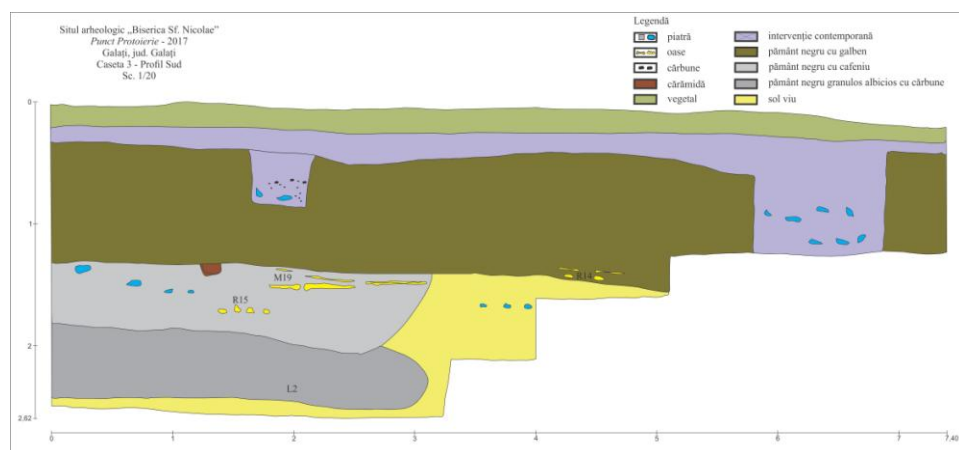 Situl arheologic „Biserica Sf. Nicolae”
Punct Protoierie - 2017
Galați, jud. Galați
Caseta 3 - Profil Sud
Sc. 1/20
Legendă
piatră
oase
cărbune
cărămidă
vegetal
intervenție contemporană
pământ negru cu galben
pământ negru cu cafeniu
pământ negru granulos albicios cu cărbune
sol viu
0
1
2
2.62
M19
R14
R15
L2
0 1 2 3 4 5 6 7 7,40